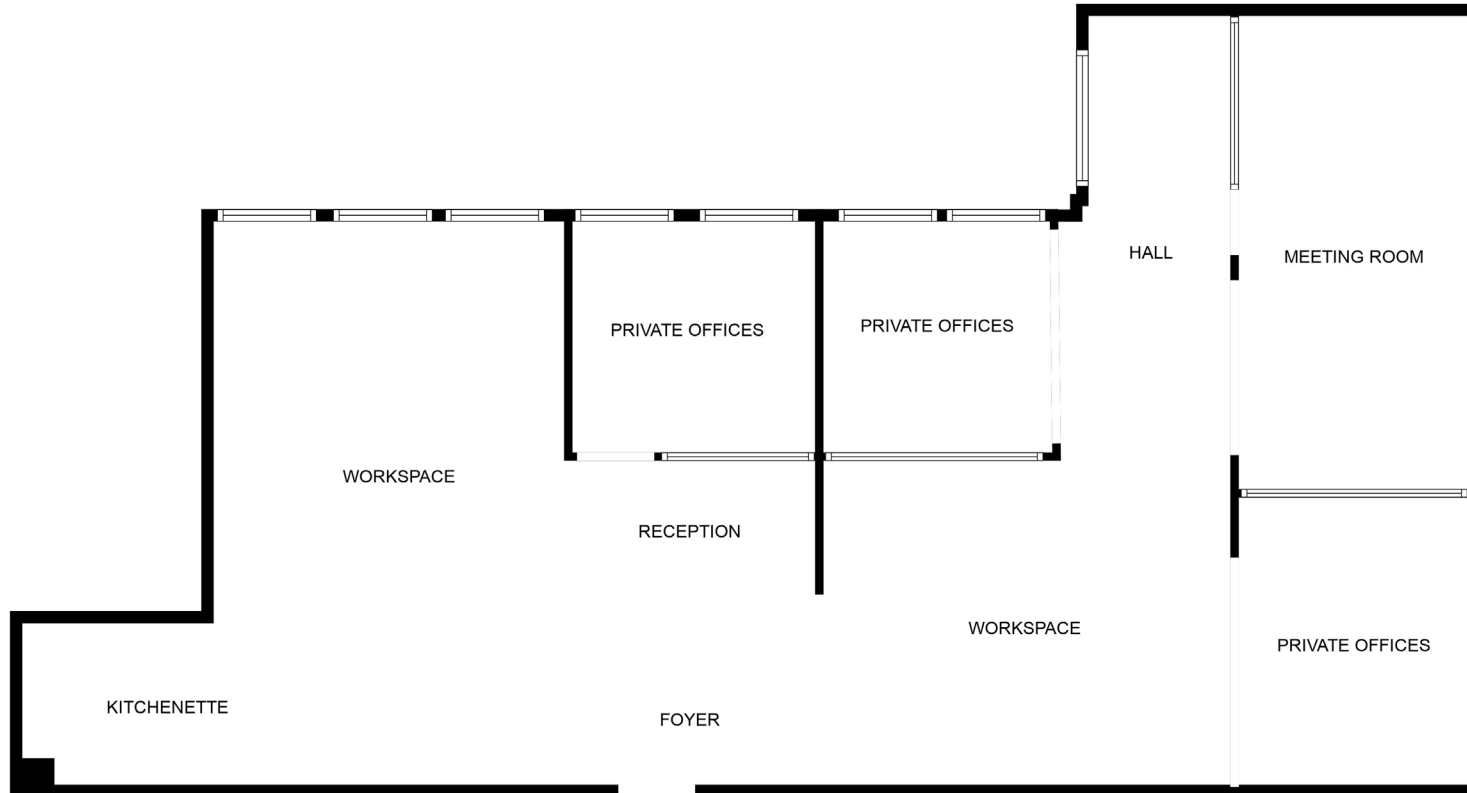 HALL
MEETING ROOM
PRIVATE OFFICES
PRIVATE OFFICES
WORKSPACE
RECEPTION
WORKSPACE
PRIVATE OFFICES
KITCHENETTE
FOYER